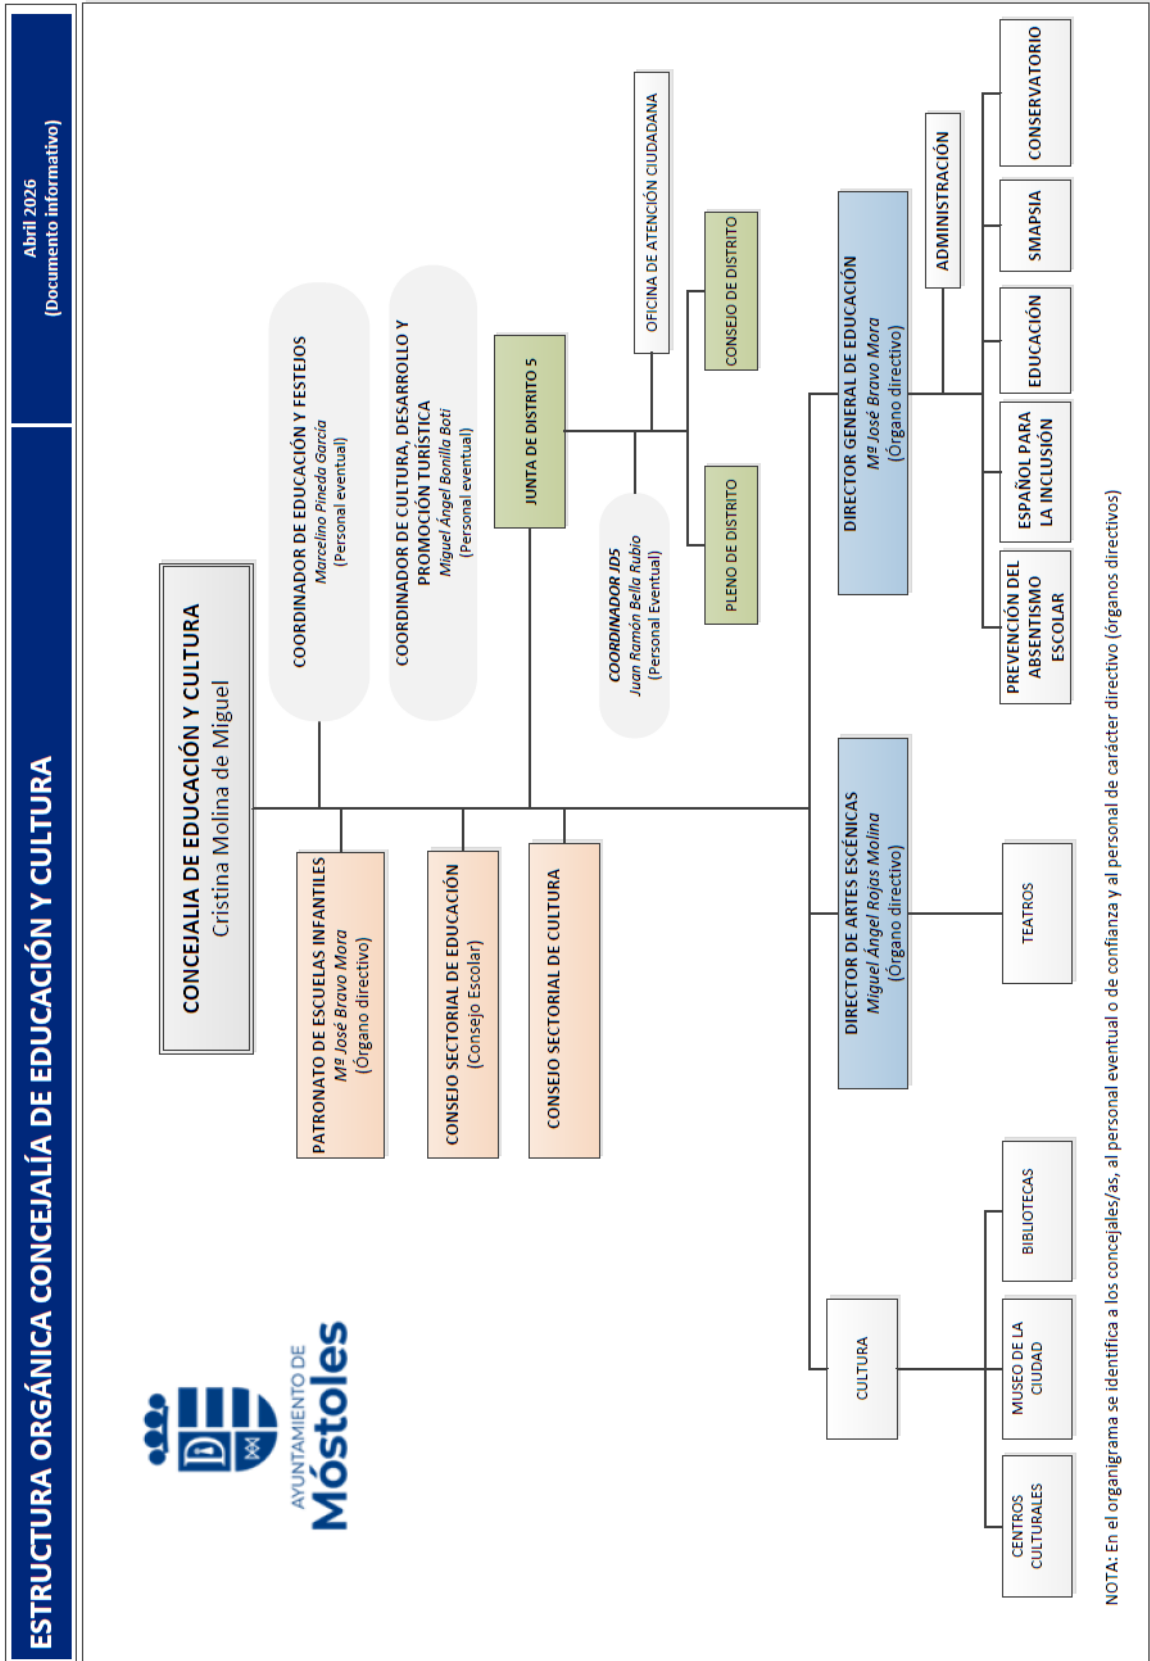 ESTRUCTURA ORGÁNICA CONCEJALÍA DE EDUCACIÓN Y CULTURA
Abril 2026
(Documento informativo)
AYUNTAMIENTO DE
Móstoles
CONCEJALIA DE EDUCACIÓN Y CULTURA
Cristina Molina de Miguel
PATRONATO DE ESCUELAS INFANTILES
Mª José Bravo Mora
(Órgano directivo)
COORDINADOR DE EDUCACIÓN Y FESTEJOS
Marcelino Pineda García
(Personal eventual)
COORDINADOR DE CULTURA, DESARROLLO Y
PROMOCIÓN TURÍSTICA
Miguel Ángel Bonilla Boti
(Personal eventual)
CONSEJO SECTORIAL DE EDUCACIÓN
(Consejo Escolar)
CONSEJO SECTORIAL DE CULTURA
JUNTA DE DISTRITO 5
COORDINADOR JD5
Juan Ramón Bella Rubio
(Personal Eventual)
OFICINA DE ATENCIÓN CIUDADANA
PLENO DE DISTRITO
CONSEJO DE DISTRITO
CULTURA
DIRECTOR DE ARTES ESCÉNICAS
Miguel Ángel Rojas Molina
(Órgano directivo)
DIRECTOR GENERAL DE EDUCACIÓN
Mª José Bravo Mora
(Órgano directivo)
ADMINISTRACIÓN
CENTROS
CULTURALES
MUSEO DE LA
CIUDAD
BIBLIOTECAS
TEATROS
PREVENCIÓN DEL
ABSENTISMO
ESCOLAR
ESPAÑOL PARA
LA INCLUSIÓN
EDUCACIÓN
SMAPSIA
CONSERVATORIO
NOTA: En el organigrama se identifica a los concejales/as, al personal eventual o de confianza y al personal de carácter directivo (órganos directivos)